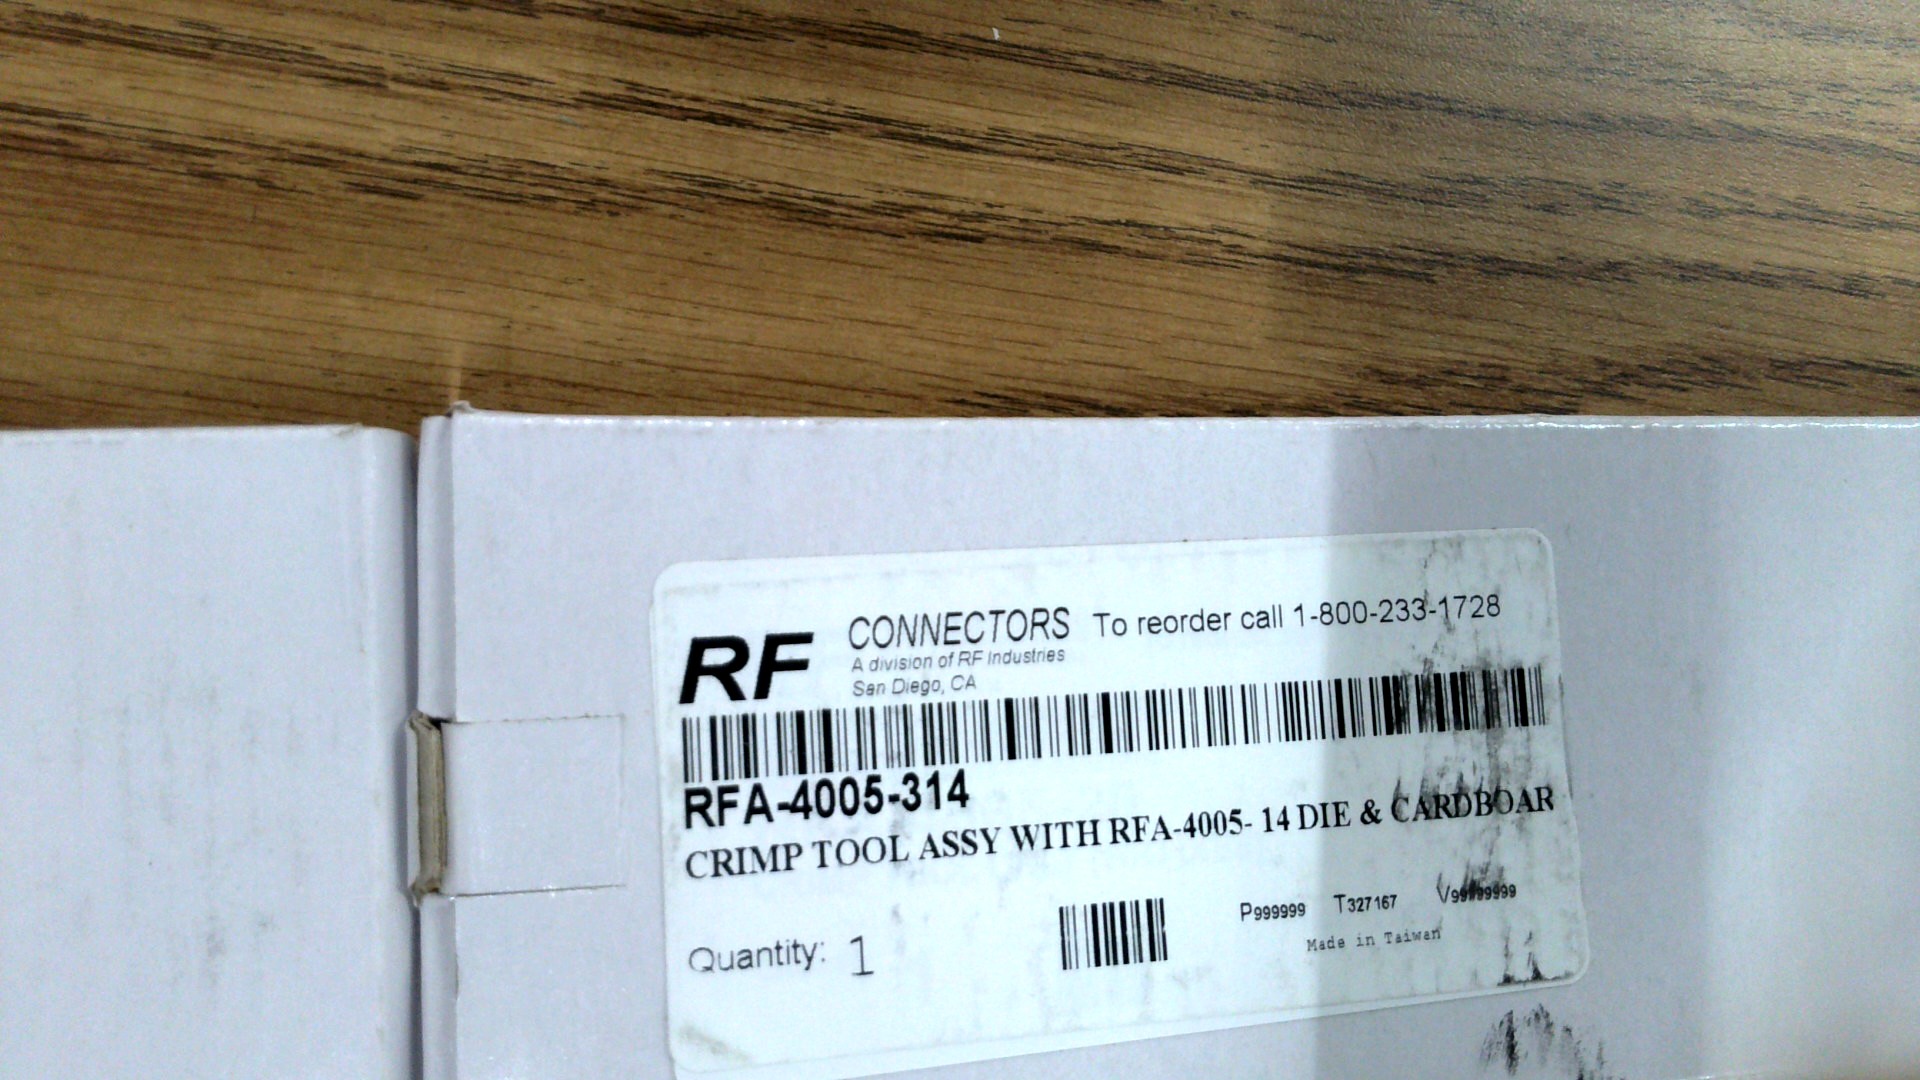 RF CONNECTORS To reorder call 1-800-233-1728
A division of RF Industries
San Diego, CA
RFA-4005-314
CRIMP TOOL ASSY WITH RFA-4005- 14 DIE & CARDBOAR
P999999 T327167 V99999999
Made in Taiwan
Quantity: 1